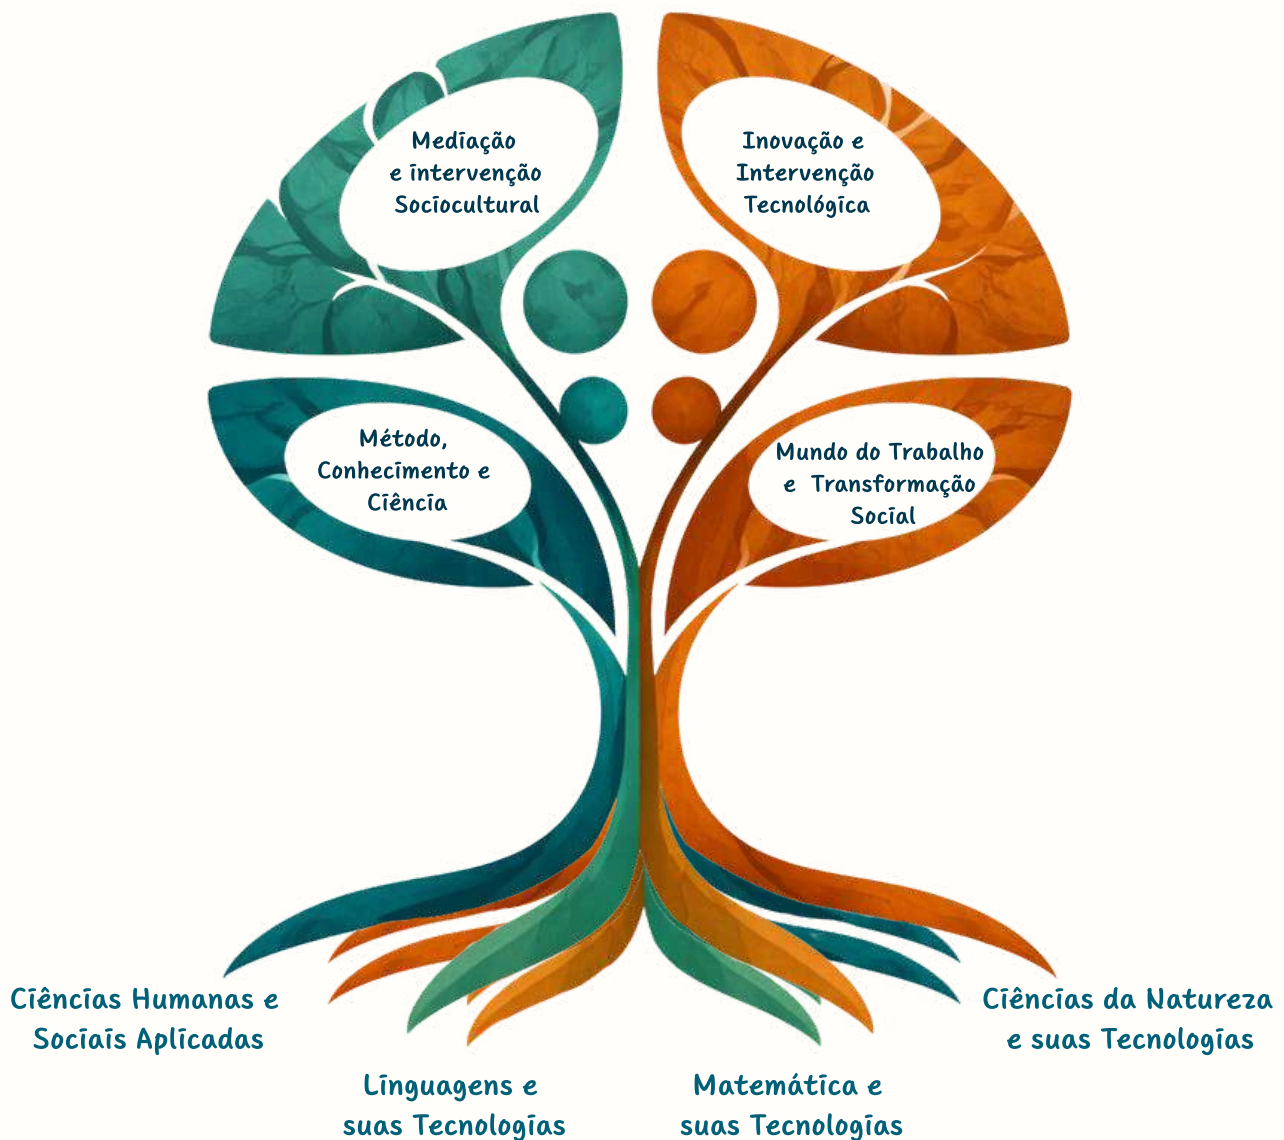 Mediação
e intervenção
Sociocultural
Inovação e
Intervenção
Tecnológica
Método,
Conhecimento e
Ciência
Mundo do Trabalho
e Transformação
Social
Ciências Humanas e
Sociais Aplicadas
Linguagens e
suas Tecnologias
Matemática e
suas Tecnologias
Ciências da Natureza
e suas Tecnologias